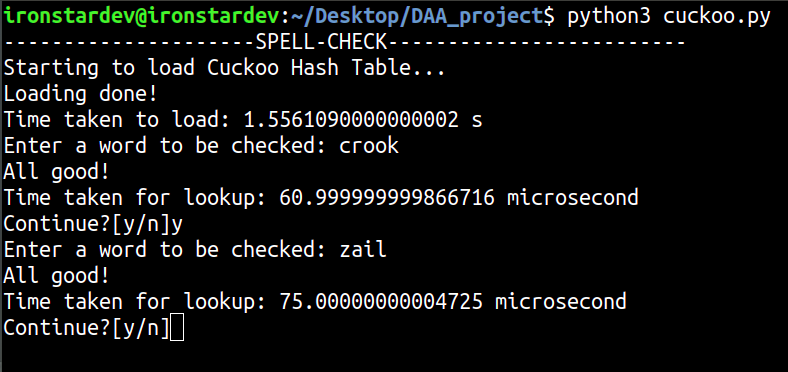 ironstardev@ironstardev:~/Desktop/DAA_project$ python3 cuckoo.py
---------------------SPELL-CHECK-------------------------
Starting to load Cuckoo Hash Table...
Loading done!
Time taken to load: 1.5561090000000002 s
Enter a word to be checked: crook
All good!
Time taken for lookup: 60.999999999866716 microsecond
Continue?[y/n]y
Enter a word to be checked: zail
All good!
Time taken for lookup: 75.00000000004725 microsecond
Continue?[y/n]